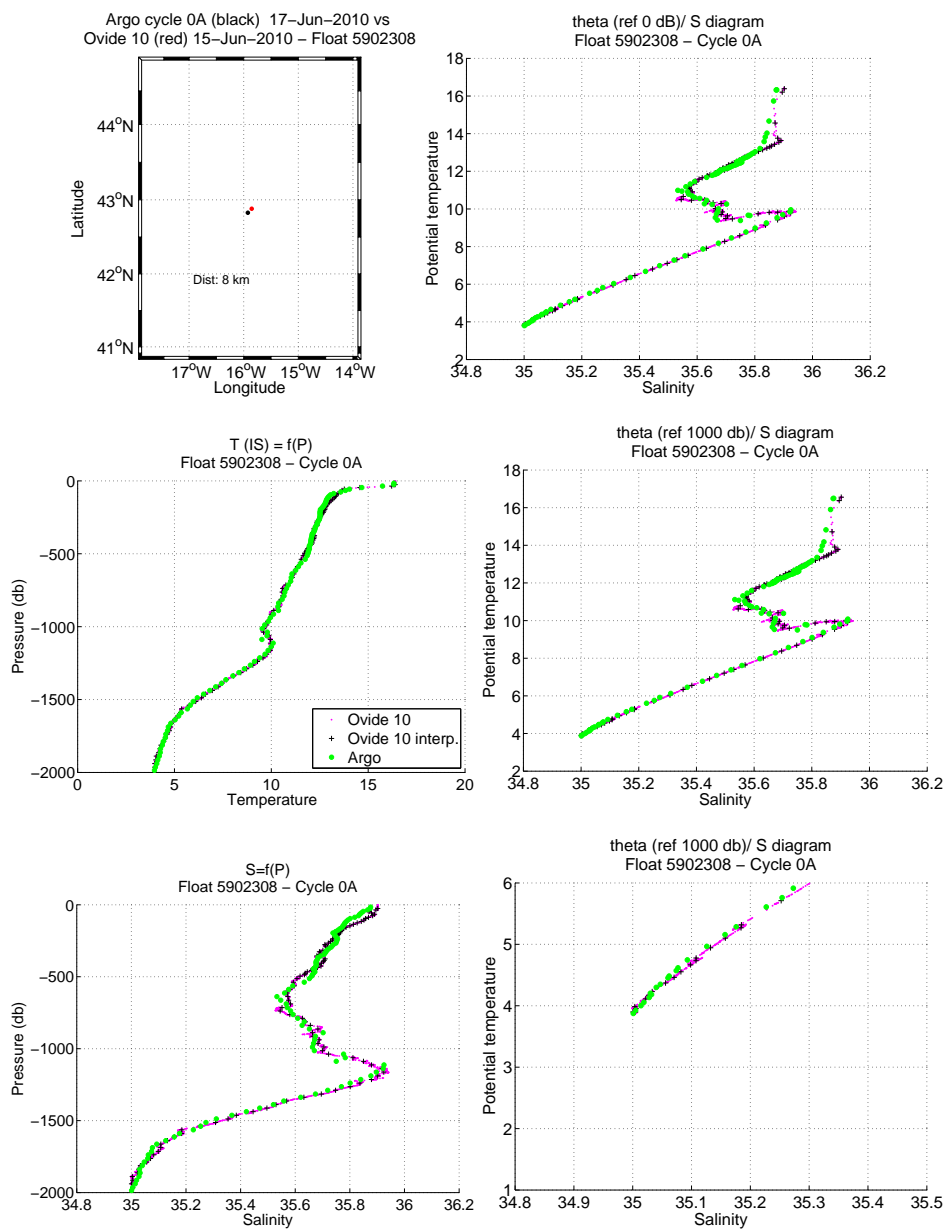 Argo cycle 0A (black)  17−Jun−2010 vs
Ovide 10 (red) 15−Jun−2010 − Float 5902308
44°N
43°N
42°N
41°N
Latitude
Dist: 8 km
17°W 16°W 15°W 14°W
Longitude
theta (ref 0 dB)/ S diagram
Float 5902308 − Cycle 0A
18
16
14
12
10
8
6
4
2
Potential temperature
34.8 35 35.2 35.4 35.6 35.8 36 36.2
Salinity
T (IS) = f(P)
Float 5902308 − Cycle 0A
0
−500
−1000
−1500
−2000
Pressure (db)
Ovide 10
Ovide 10 interp.
Argo
0 5 10 15 20
Temperature
theta (ref 1000 db)/ S diagram
Float 5902308 − Cycle 0A
18
16
14
12
10
8
6
4
2
Potential temperature
34.8 35 35.2 35.4 35.6 35.8 36 36.2
Salinity
S=f(P)
Float 5902308 − Cycle 0A
0
−500
−1000
−1500
−2000
Pressure (db)
34.8 35 35.2 35.4 35.6 35.8 36 36.2
Salinity
theta (ref 1000 db)/ S diagram
Float 5902308 − Cycle 0A
6
5
4
3
2
1
Potential temperature
34.8 34.9 35 35.1 35.2 35.3 35.4 35.5
Salinity